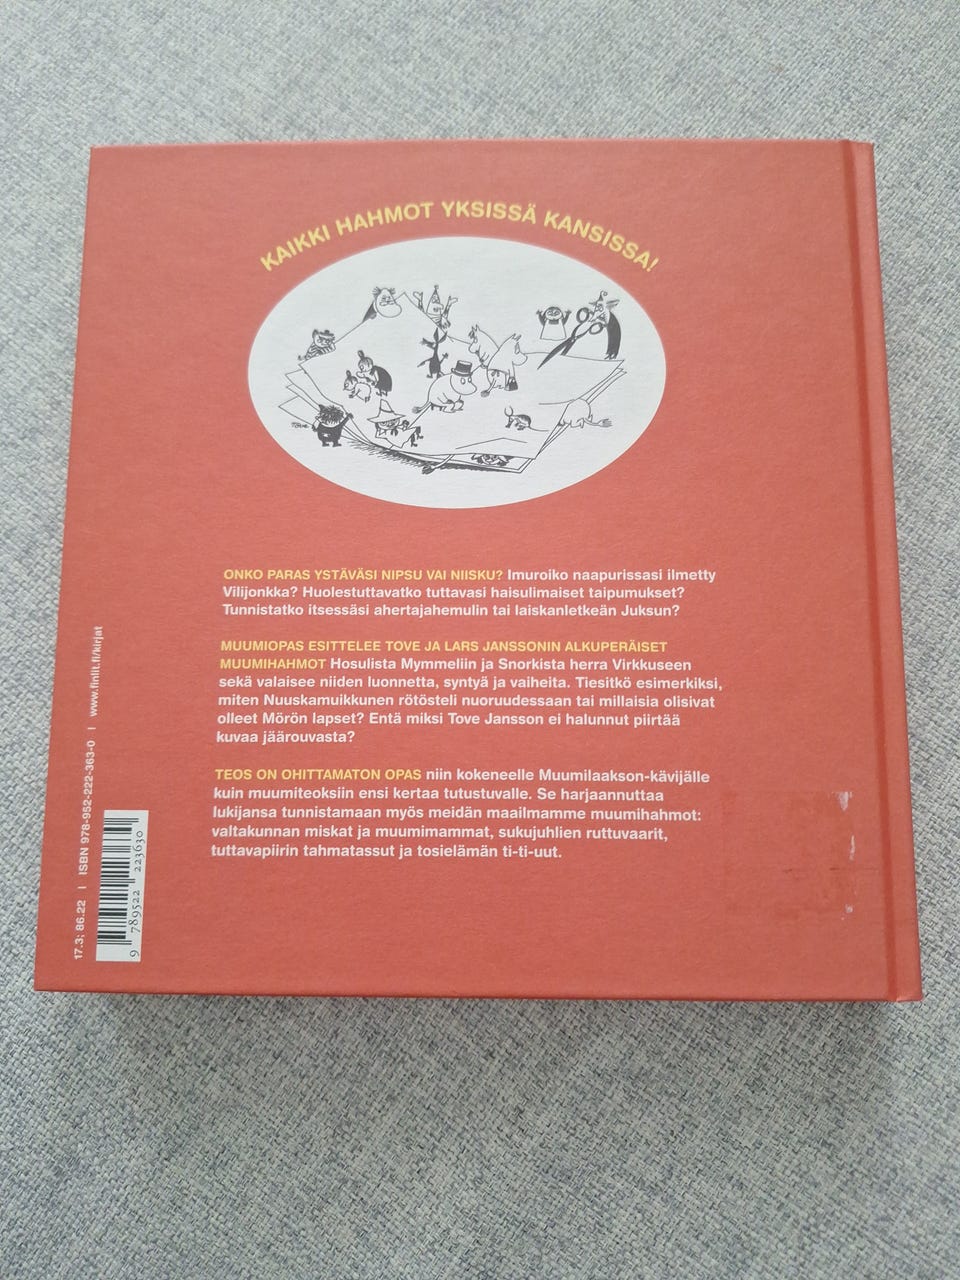 KAIKKI HAHMOT YKSISSÄ KANSISSA!
TOVE
ONKO PARAS YSTÄVÄSI NIPSU VAI NIISKU? Imuroiko naapurissasi ilmetty
Vilijonkka? Huolestuttavatko tuttavasi haisulimaiset taipumukset?
Tunnistatko itsessäsi ahertajahemulin tai laiskanletkeän Juksun?
MUUMIOPAS ESITTELEE TOVE JA LARS JANSSONIN ALKUPERÄISET
MUUMIHAHMOT Hosulista Mymmeliin ja Snorkista herra Virkkuseen
sekä valaisee niiden luonnetta, syntyä ja vaiheita. Tiesitkö esimerkiksi,
miten Nuuskamuikkunen rötösteli nuoruudessaan tai millaisia olisivat
olleet Mörön lapset? Entä miksi Tove Jansson ei halunnut piirtää
kuvaa jäärouvasta?
TEOS ON OHITTAMATON OPAS niin kokeneelle Muumilaakson-kävijälle
kuin muumiteoksiin ensi kertaa tutustuvalle. Se harjaannuttaa
lukijansa tunnistamaan myös meidän maailmamme muumihahmot:
valtakunnan miskat ja muumimammat, sukujuhlien ruttuvaarit,
tuttavapiirin tahmatassut ja tosielämän ti-ti-uut.
17.3; 86.22 | ISBN 978-952-222-363-0 | www.finlit.fi/kirjat
9 789522 223630